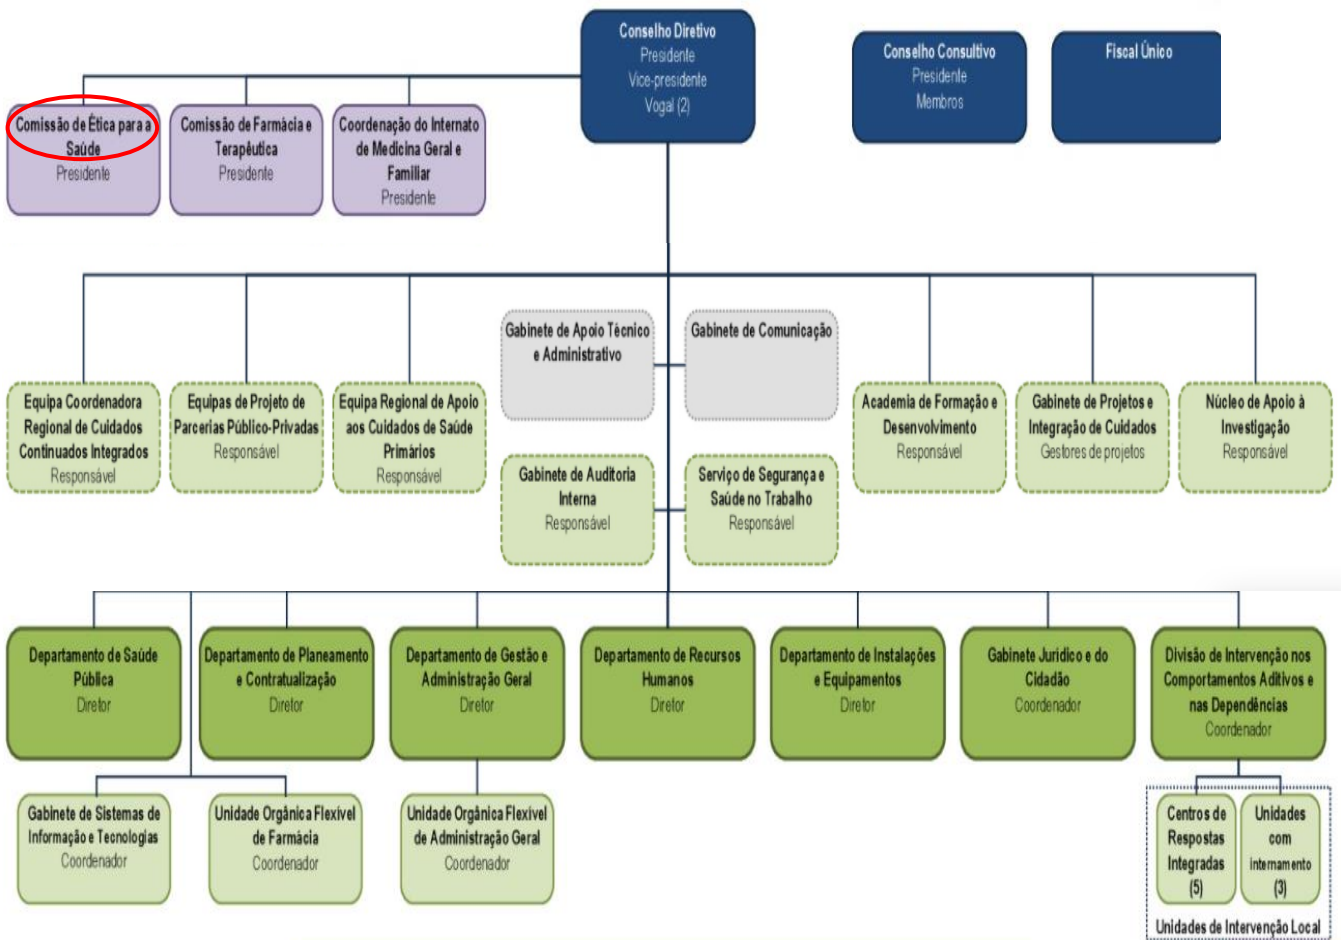 Conselho Diretivo
Presidente
Vice-presidente
Vogal (2)
Conselho Consultivo
Presidente
Membros
Fiscal Único
Comissão de Ética para a
Saúde
Presidente
Comissão de Farmácia e
Terapêutica
Presidente
Coordenação do Internato
de Medicina Geral e
Familiar
Presidente
Gabinete de Apoio Técnico
e Administrativo
Gabinete de Comunicação
Equipa Coordenadora
Regional de Cuidados
Continuados Integrados
Responsável
Equipas de Projeto de
Parcerias Público-Privadas
Responsável
Equipa Regional de Apoio
aos Cuidados de Saúde
Primários
Responsável
Academia de Formação e
Desenvolvimento
Responsável
Gabinete de Projetos e
Integração de Cuidados
Gestores de projetos
Núcleo de Apoio à
Investigação
Responsável
Gabinete de Auditoria
Interna
Responsável
Serviço de Segurança e
Saúde no Trabalho
Responsável
Departamento de Saúde
Pública
Diretor
Departamento de Planeamento
e Contratualização
Diretor
Departamento de Gestão e
Administração Geral
Diretor
Departamento de Recursos
Humanos
Diretor
Departamento de Instalações
e Equipamentos
Diretor
Gabinete Jurídico e do
Cidadão
Coordenador
Divisão de Intervenção nos
Comportamentos Aditivos e
nas Dependências
Coordenador
Gabinete de Sistemas de
Informação e Tecnologias
Coordenador
Unidade Orgânica Flexível
de Farmácia
Coordenador
Unidade Orgânica Flexível
de Administração Geral
Coordenador
Centros de
Respostas
Integradas
(5)
Unidades
com
internamento
(3)
Unidades de Intervenção Local